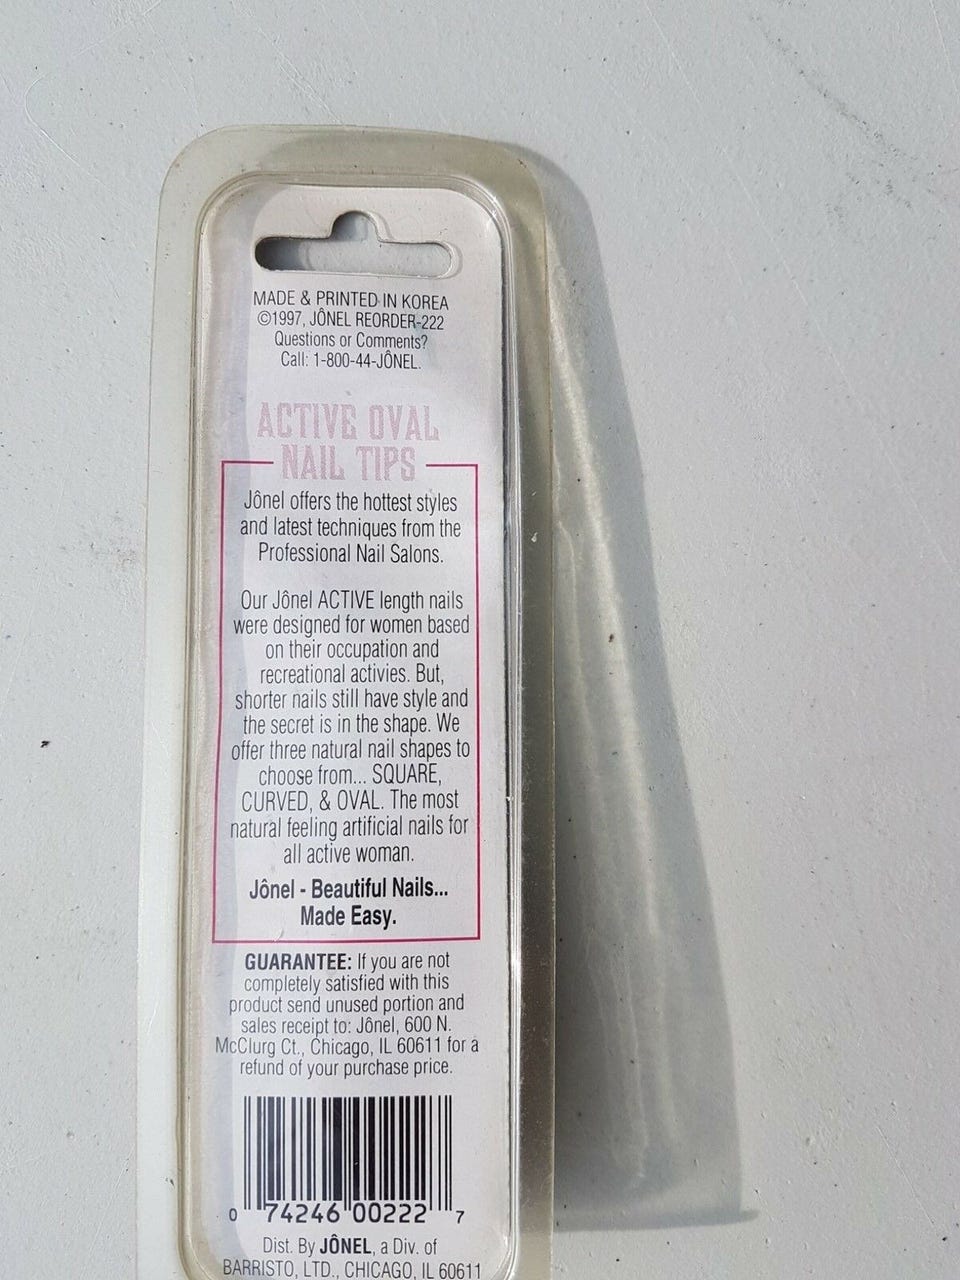 MADE & PRINTED IN KOREA
©1997, JÔNEL REORDER-222
Questions or Comments?
Call: 1-800-44-JÔNEL.
ACTIVE OVAL
NAIL TIPS
Jônel offers the hottest styles
and latest techniques from the
Professional Nail Salons.
Our Jônel ACTIVE length nails
were designed for women based
on their occupation and
recreational activies. But,
shorter nails still have style and
the secret is in the shape. We
offer three natural nail shapes to
choose from... SQUARE,
CURVED, & OVAL. The most
natural feeling artificial nails for
all active woman.
Jônel - Beautiful Nails...
Made Easy.
GUARANTEE: If you are not
completely satisfied with this
product send unused portion and
sales receipt to: Jônel, 600 N.
McClurg Ct., Chicago, IL 60611 for a
refund of your purchase price.
0 74246 00222 7
Dist. By JÔNEL, a Div. of
BARRISTO, LTD., CHICAGO, IL 60611